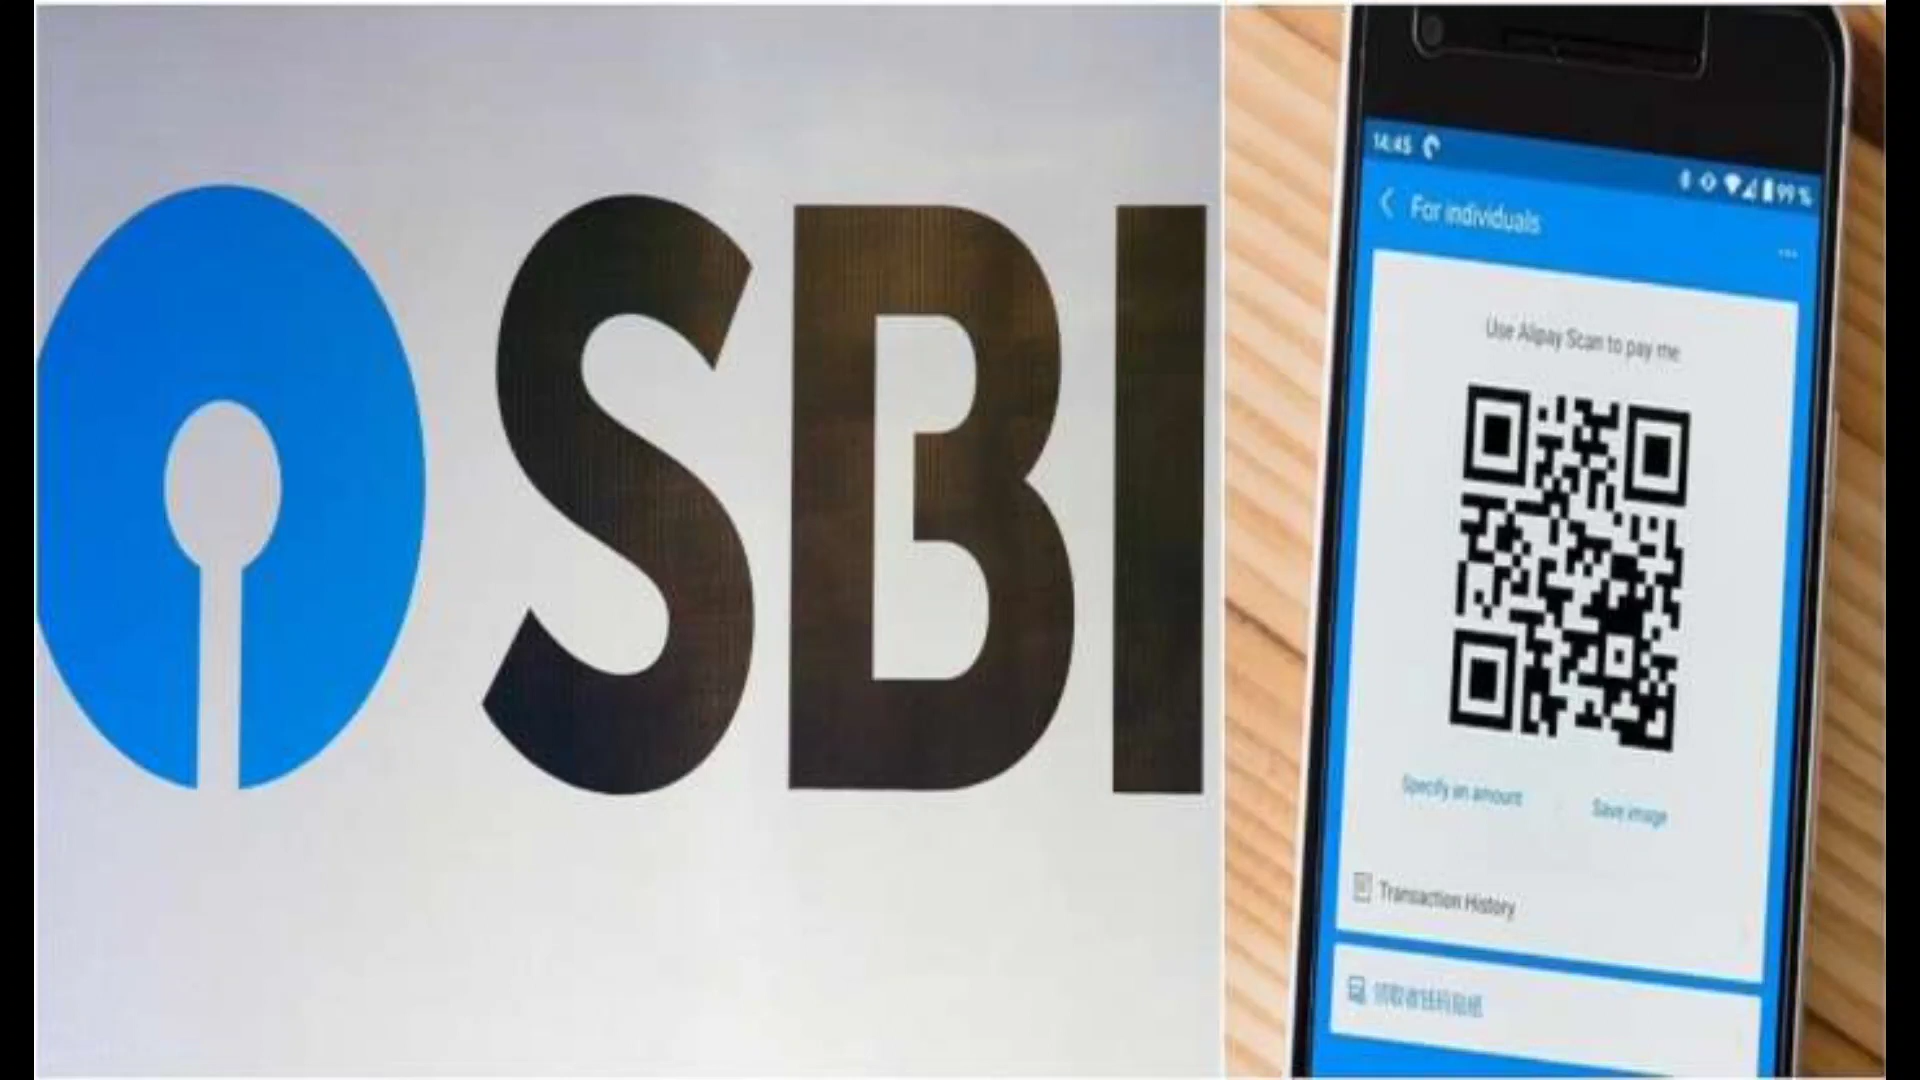 SBI
14:45
99%
For individuals
Use Alipay Scan to pay me
Specify an amount
Save image
Transaction History